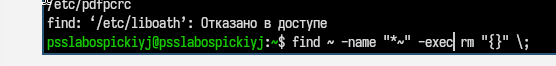 /etc/pdfpcrc
find: ‘/etc/liboath’: Отказано в доступе
psslabospickiyj@psslabospickiyj:~$ find ~ -name "*~" -exec rm "{}" \;